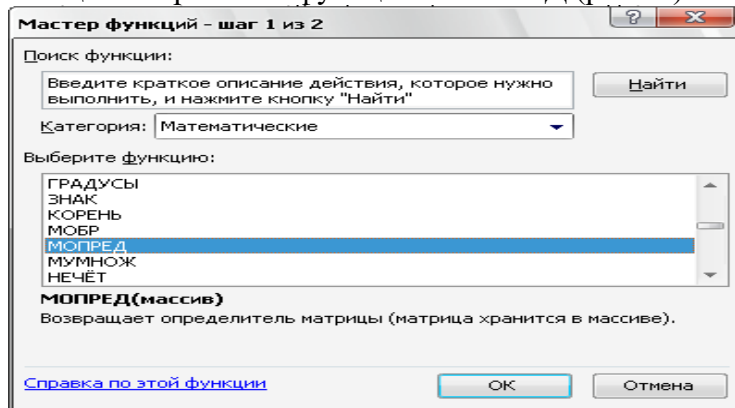 Мастер функций - шаг 1 из 2
Поиск функции:
Введите краткое описание действия, которое нужно
выполнить, и нажмите кнопку "Найти"
Найти
Категория: Математические
Выберите функцию:
ГРАДУСЫ
ЗНАК
КОРЕНЬ
МОБР
МОПРЕД
МУМНОЖ
НЕЧЁТ
МОПРЕД(массив)
Возвращает определитель матрицы (матрица хранится в массиве).
Справка по этой функции
ОК
Отмена